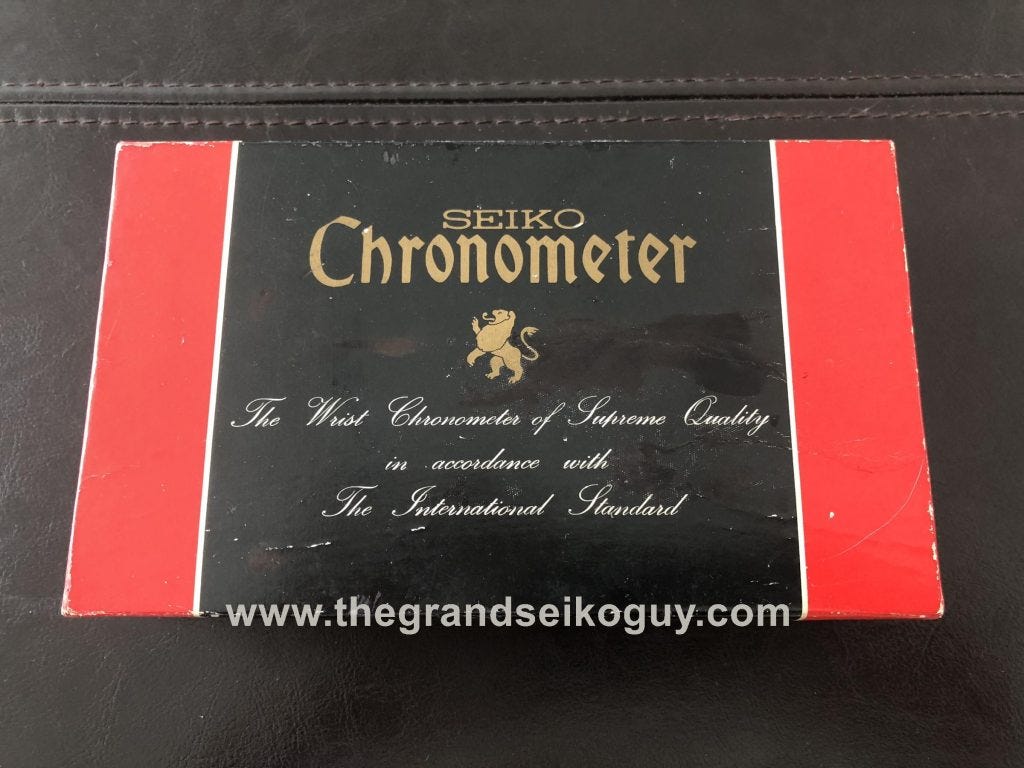 SEIKO
Chronometer
The Wrist Chronometer of Supreme Quality
in accordance with
The International Standard
www.thegrandseikoguy.com